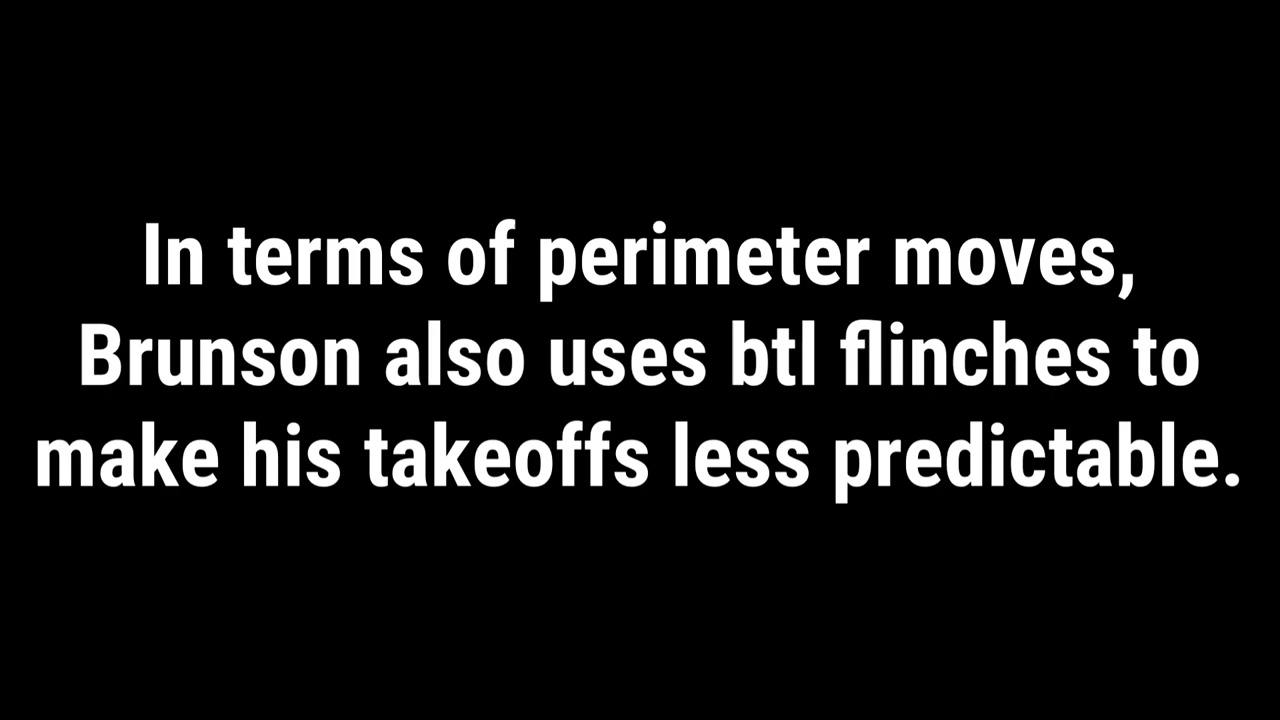 In terms of perimeter moves,
Brunson also uses btl flinches to
make his takeoffs less predictable.